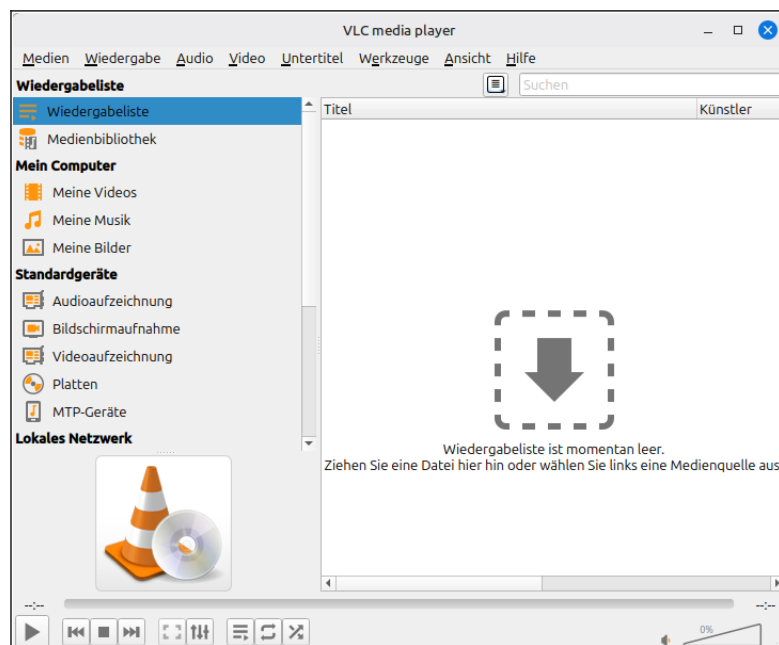 VLC media player
Medien Wiedergabe Audio Video Untertitel Werkzeuge Ansicht Hilfe
Wiedergabeliste
Suchen
Wiedergabeliste
Medienbibliothek
Mein Computer
Meine Videos
Meine Musik
Meine Bilder
Standardgeräte
Audioaufzeichnung
Bildschirmaufnahme
Videoaufzeichnung
Platten
MTP-Geräte
Lokales Netzwerk
Titel Künstler
Wiedergabeliste ist momentan leer.
Ziehen Sie eine Datei hier hin oder wählen Sie links eine Medienquelle aus
--:-- --:--
0%